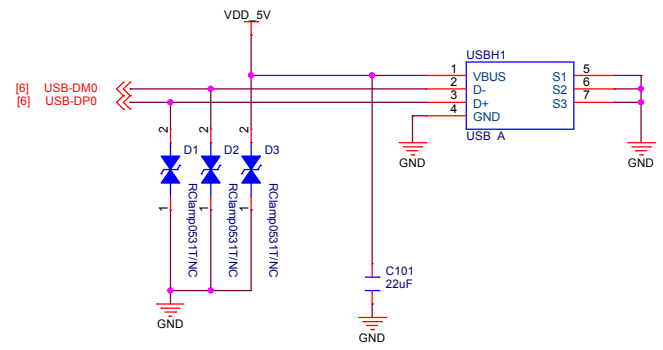 VDD_5V
USBH1
[6] USB-DM0
[6] USB-DP0
1 VBUS S1 5
2 D- S2 6
3 D+ S3 7
4 GND
USB_A
GND
GND
2 D1
2 D2
2 D3
RClamp0531T/NC
RClamp0531T/NC
RClamp0531T/NC
1
1
1
C101
22uF
GND
GND